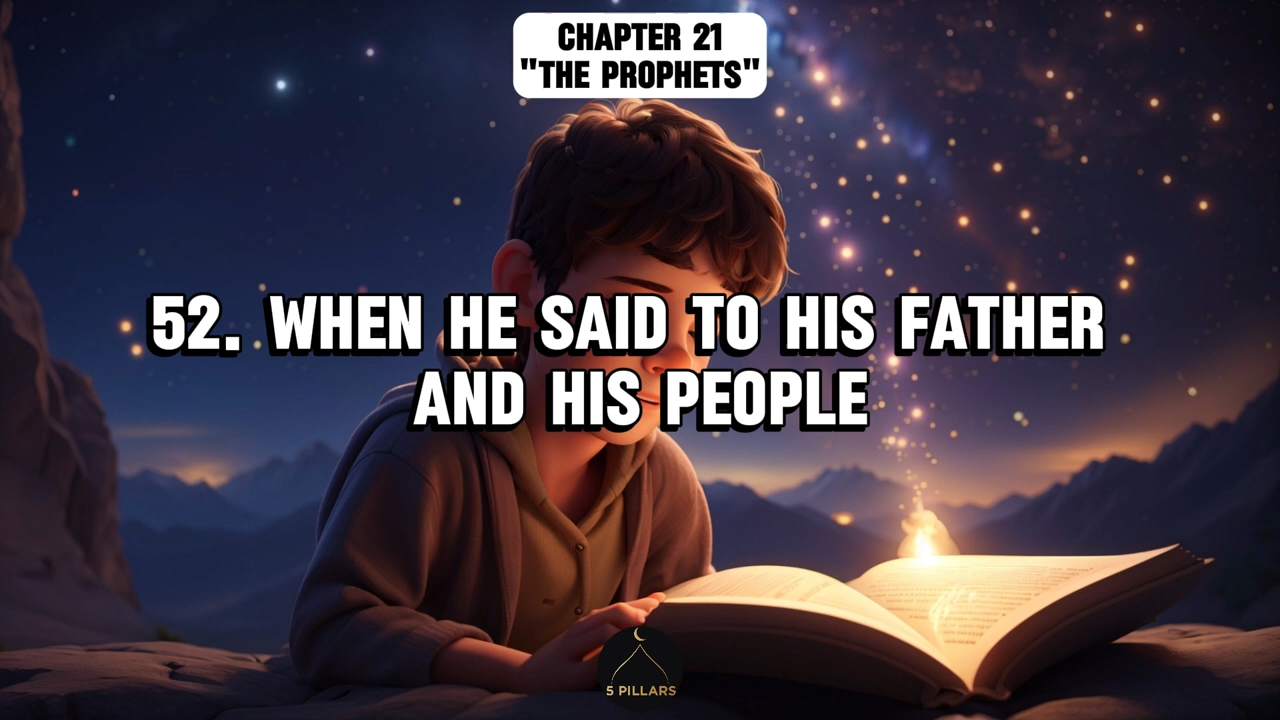 CHAPTER 21
"THE PROPHETS"
52. WHEN HE SAID TO HIS FATHER
AND HIS PEOPLE
5 PILLARS